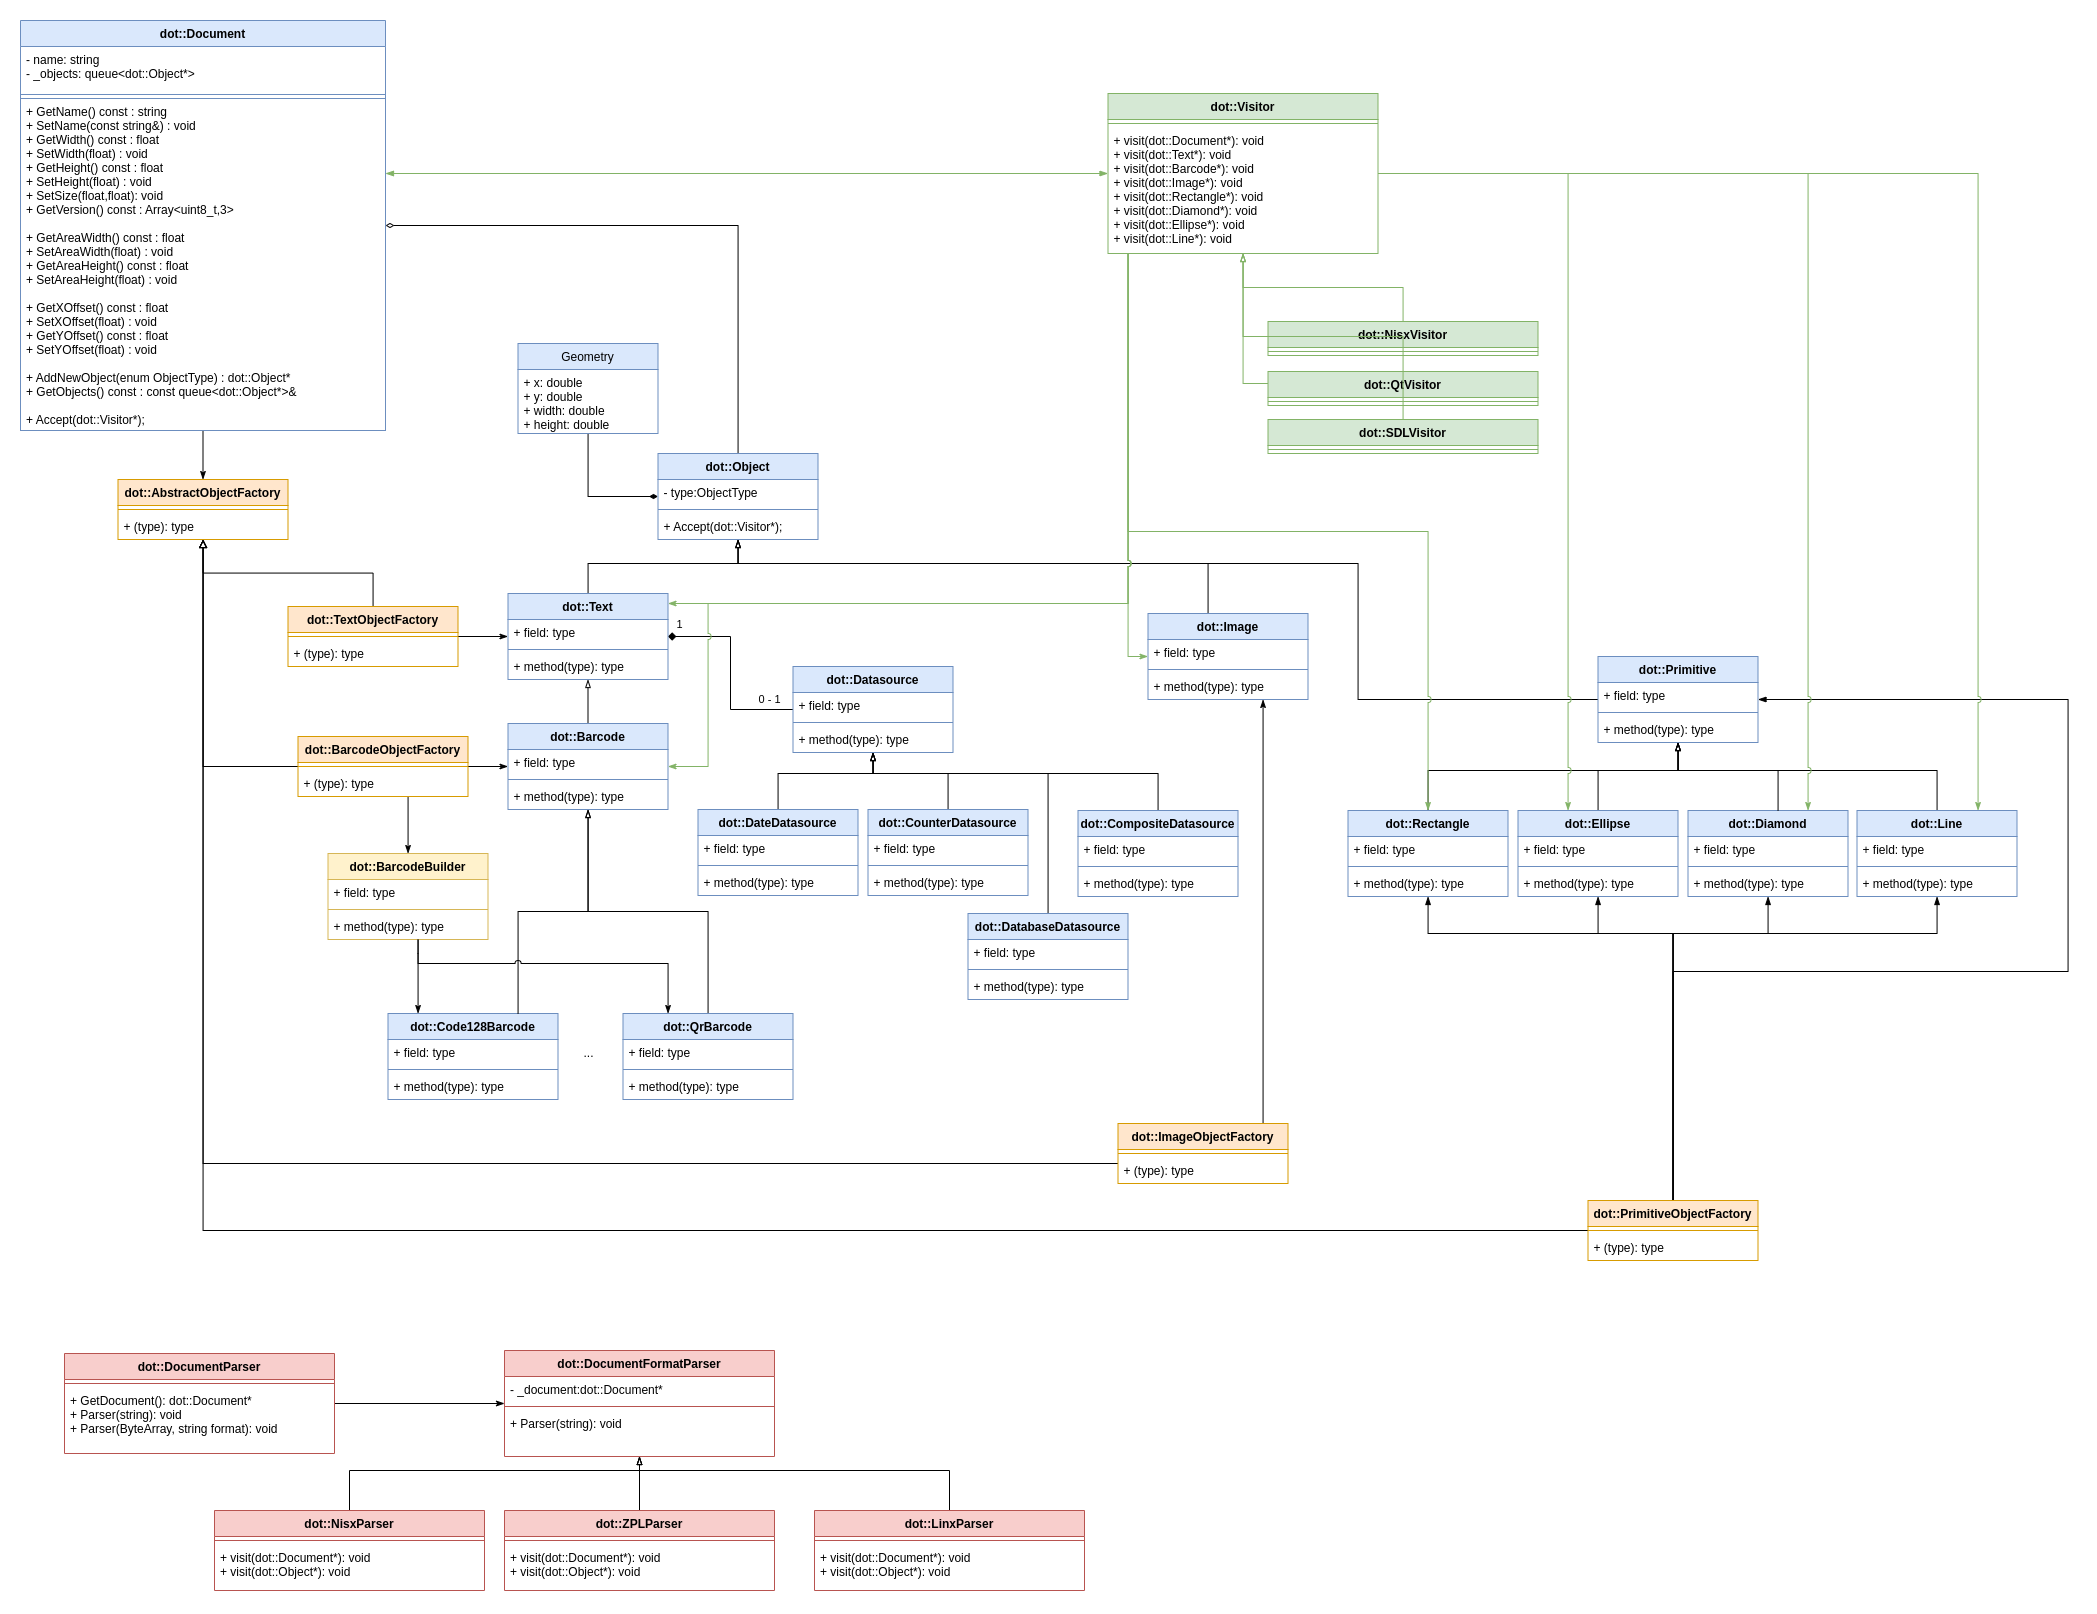 dot::Document
- name: string
- _objects: queue<dot::Object*>
+ GetName() const : string
+ SetName(const string&) : void
+ GetWidth() const : float
+ SetWidth(float) : void
+ GetHeight() const : float
+ SetHeight(float) : void
+ SetSize(float,float): void
+ GetVersion() const : Array<uint8_t,3>
+ GetAreaWidth() const : float
+ SetAreaWidth(float) : void
+ GetAreaHeight() const : float
+ SetAreaHeight(float) : void
+ GetXOffset() const : float
+ SetXOffset(float) : void
+ GetYOffset() const : float
+ SetYOffset(float) : void
+ AddNewObject(enum ObjectType) : dot::Object*
+ GetObjects() const : const queue<dot::Object*>&
+ Accept(dot::Visitor*);
dot::Visitor
+ visit(dot::Document*): void
+ visit(dot::Text*): void
+ visit(dot::Barcode*): void
+ visit(dot::Image*): void
+ visit(dot::Rectangle*): void
+ visit(dot::Diamond*): void
+ visit(dot::Ellipse*): void
+ visit(dot::Line*): void
dot::NisxVisitor
dot::QtVisitor
dot::SDLVisitor
Geometry
+ x: double
+ y: double
+ width: double
+ height: double
dot::Object
- type:ObjectType
+ Accept(dot::Visitor*);
dot::AbstractObjectFactory
+ (type): type
dot::TextObjectFactory
+ (type): type
dot::Text
+ field: type
+ method(type): type
1
0 - 1
dot::Datasource
+ field: type
+ method(type): type
dot::Image
+ field: type
+ method(type): type
dot::Primitive
+ field: type
+ method(type): type
dot::BarcodeObjectFactory
+ (type): type
dot::Barcode
+ field: type
+ method(type): type
dot::DateDatasource
+ field: type
+ method(type): type
dot::CounterDatasource
+ field: type
+ method(type): type
dot::CompositeDatasource
+ field: type
+ method(type): type
dot::Rectangle
+ field: type
+ method(type): type
dot::Ellipse
+ field: type
+ method(type): type
dot::Diamond
+ field: type
+ method(type): type
dot::Line
+ field: type
+ method(type): type
dot::BarcodeBuilder
+ field: type
+ method(type): type
dot::DatabaseDatasource
+ field: type
+ method(type): type
dot::Code128Barcode
+ field: type
+ method(type): type
...
dot::QrBarcode
+ field: type
+ method(type): type
dot::ImageObjectFactory
+ (type): type
dot::PrimitiveObjectFactory
+ (type): type
dot::DocumentParser
+ GetDocument(): dot::Document*
+ Parser(string): void
+ Parser(ByteArray, string format): void
dot::DocumentFormatParser
- _document:dot::Document*
+ Parser(string): void
dot::NisxParser
+ visit(dot::Document*): void
+ visit(dot::Object*): void
dot::ZPLParser
+ visit(dot::Document*): void
+ visit(dot::Object*): void
dot::LinxParser
+ visit(dot::Document*): void
+ visit(dot::Object*): void